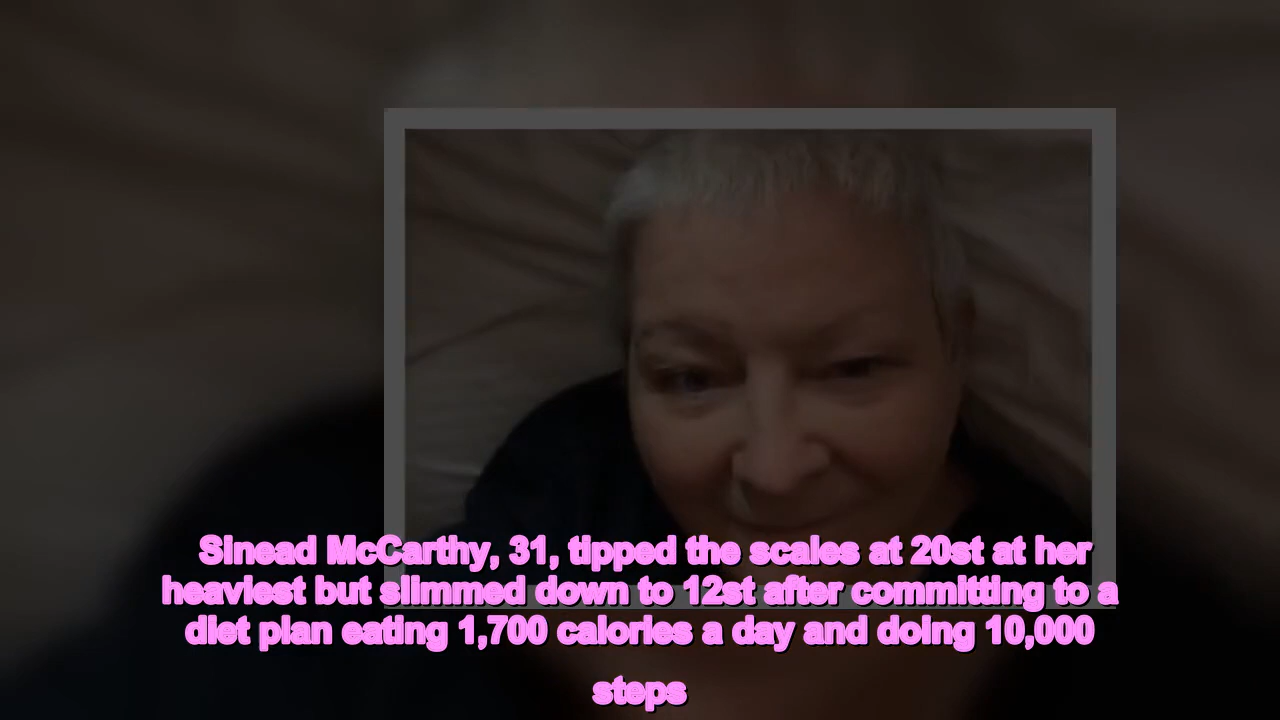 Sinead McCarthy, 31, tipped the scales at 20st at her
heaviest but slimmed down to 12st after committing to a
diet plan eating 1,700 calories a day and doing 10,000
steps